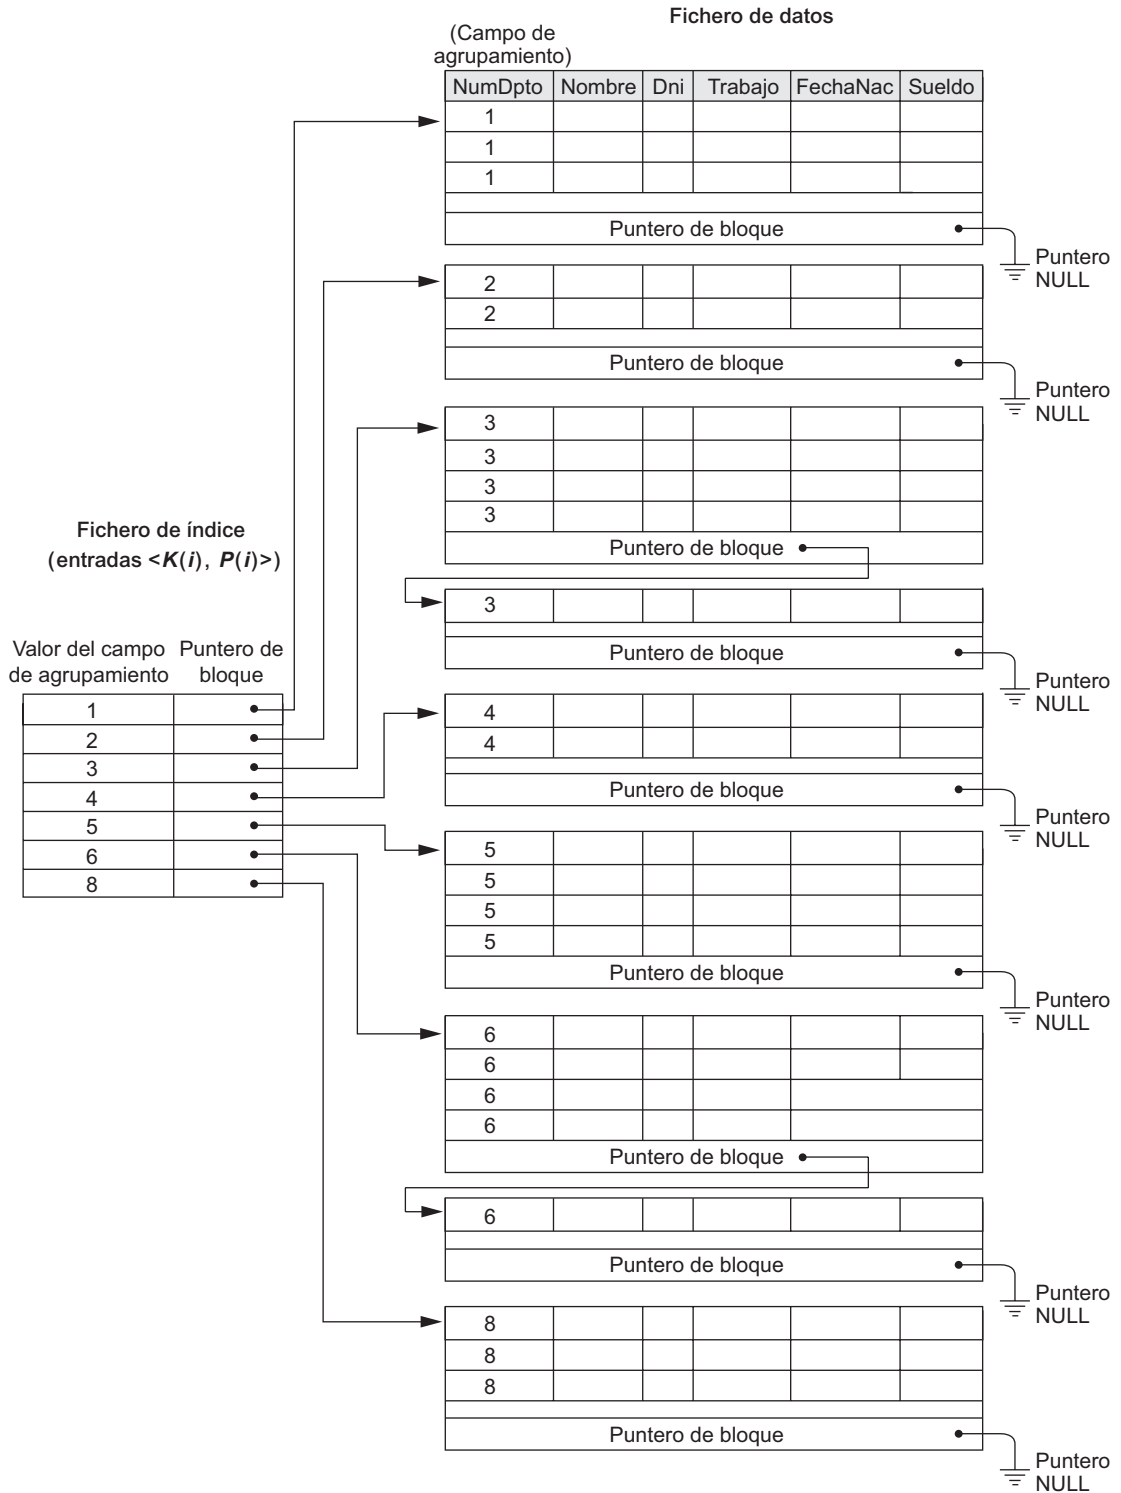 Fichero de datos
(Campo de
agrupamiento)
NumDpto Nombre Dni Trabajo FechaNac Sueldo
1
1
1
Puntero de bloque
Puntero
NULL
2
2
Puntero de bloque
Puntero
NULL
3
3
3
3
Puntero de bloque
3
Puntero de bloque
Puntero
NULL
Fichero de índice
(entradas <K(i), P(i)>)
Valor del campo
de agrupamiento
Puntero de
bloque
1
2
3
4
5
6
8
4
4
Puntero de bloque
Puntero
NULL
5
5
5
5
Puntero de bloque
Puntero
NULL
6
6
6
6
Puntero de bloque
6
Puntero de bloque
Puntero
NULL
8
8
8
Puntero de bloque
Puntero
NULL